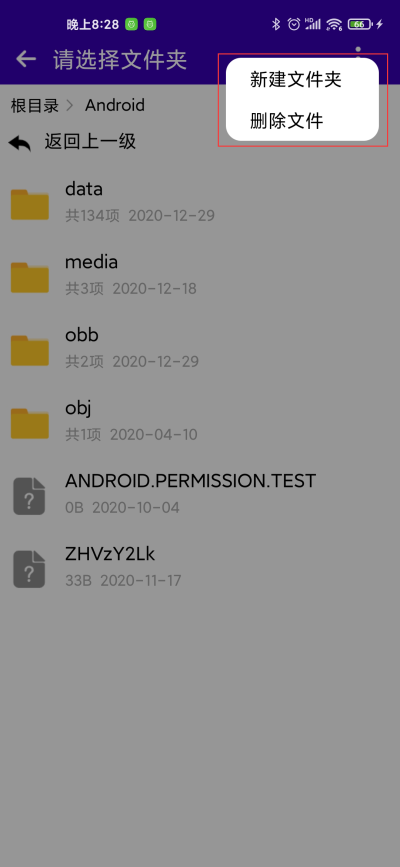 晚上8:28 HD 6 66
请选择文件夹
新建文件夹
删除文件
根目录 > Android
返回上一级
data
共134项 2020-12-29
media
共3项 2020-12-18
obb
共2项 2020-12-29
obj
共1项 2020-04-10
ANDROID.PERMISSION.TEST
0B 2020-10-04
ZHVzY2Lk
33B 2020-11-17